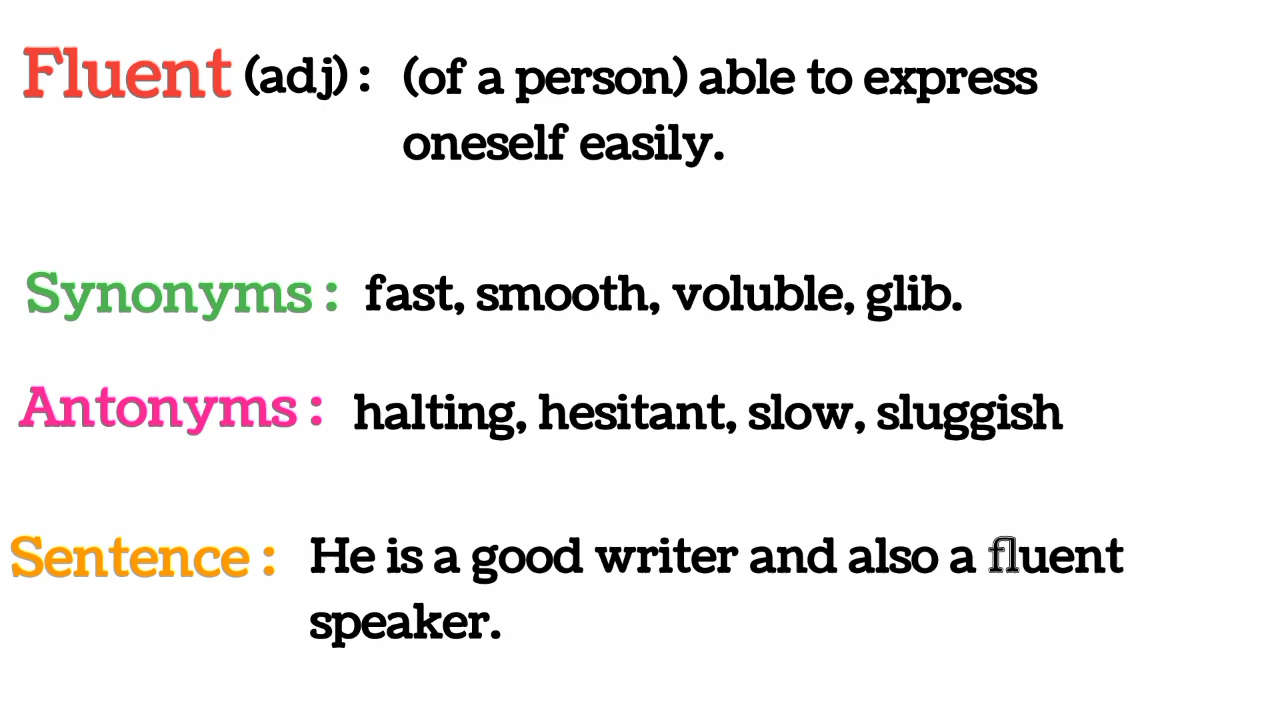 Fluent (adj) : (of a person) able to express
oneself easily.
Synonyms : fast, smooth, voluble, glib.
Antonyms : halting, hesitant, slow, sluggish
Sentence : He is a good writer and also a fluent
speaker.